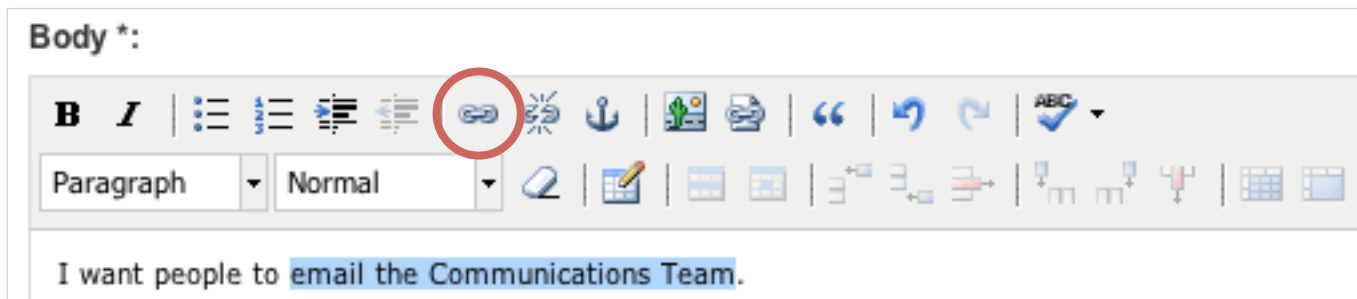 Body *:
B I ABC
Paragraph Normal
I want people to email the Communications Team.